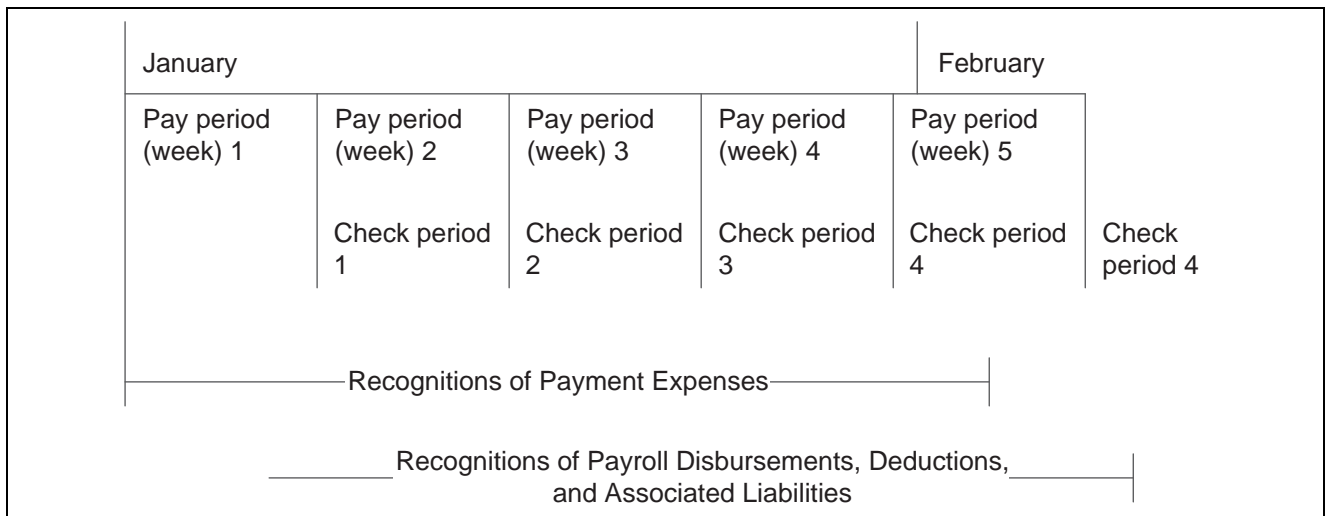 January
February
Pay period
(week) 1
Pay period
(week) 2
Pay period
(week) 3
Pay period
(week) 4
Pay period
(week) 5
Check period
1
Check period
2
Check period
3
Check period
4
Check
period 4
Recognitions of Payment Expenses
Recognitions of Payroll Disbursements, Deductions,
and Associated Liabilities